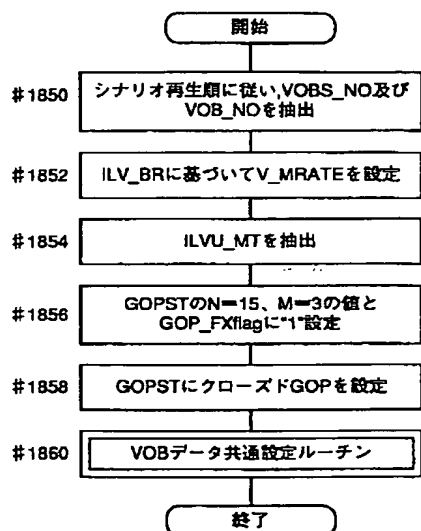 開始
#1850
シナリオ再生順に従い,VOBS_NO及び
VOB_NOを抽出
#1852
ILV_BRに基づいてV_MRATEを設定
#1854
ILVU_MTを抽出
#1856
GOPSTのN=15、M=3の値と
GOP_FXflagに"1"設定
#1858
GOPSTにクローズドGOPを設定
#1860
VOBデータ共通設定ルーチン
終了